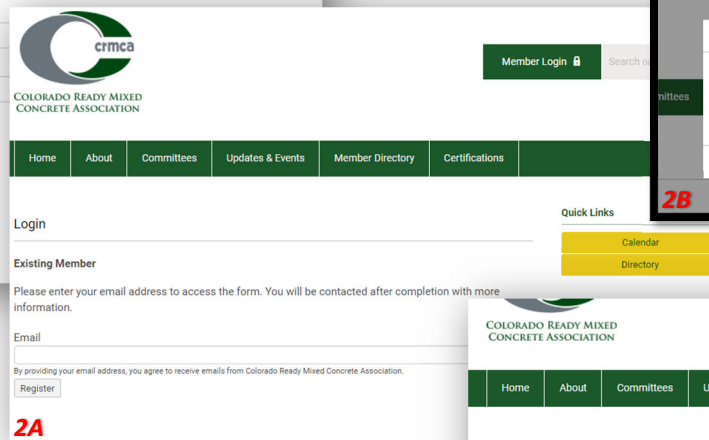 crmca
COLORADO READY MIXED
CONCRETE ASSOCIATION
Member Login
Search
Home About Committees Updates & Events Member Directory Certifications
mittees
2B
Login
Existing Member
Please enter your email address to access the form. You will be contacted after completion with more
information.
Email
By providing your email address, you agree to receive emails from Colorado Ready Mixed Concrete Association.
Register
2A
Quick Links
Calendar
Directory
COLORADO READY MIXED
CONCRETE ASSOCIATION
Home About Committees U